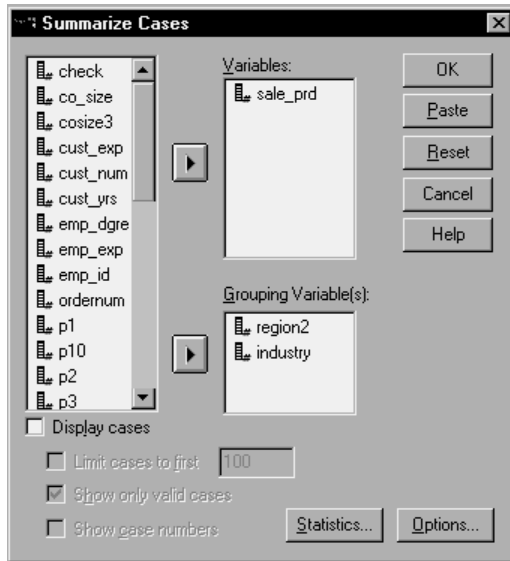 Summarize Cases
check
co_size
cosize3
cust_exp
cust_num
cust_yrs
emp_dgre
emp_exp
emp_id
ordernum
p1
p10
p2
p3
Variables:
sale_prd
Grouping Variable(s):
region2
industry
OK
Paste
Reset
Cancel
Help
Display cases
Limit cases to first 100
Show only valid cases
Show case numbers
Statistics...
Options...